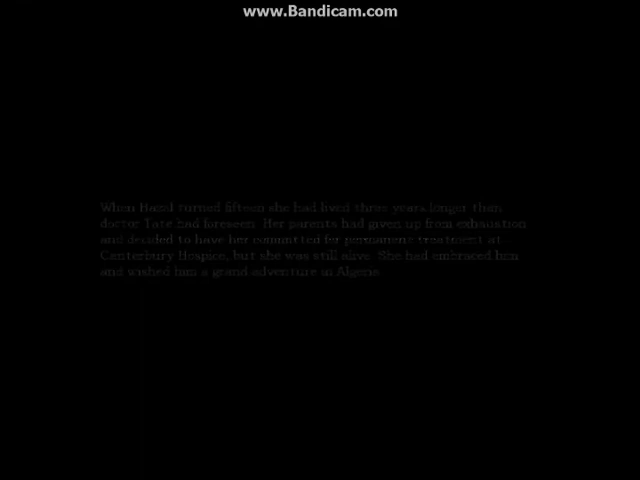 www.Bandicam.com
When Hazel turned fifteen she had lived three years longer than
doctor Tate had foreseen. Her parents had given up from exhaustion
and decided to have her committed for permanent treatment at
Canterbury Hospice, but she was still alive. She had embraced him
and wished him a grand adventure in Algeria.